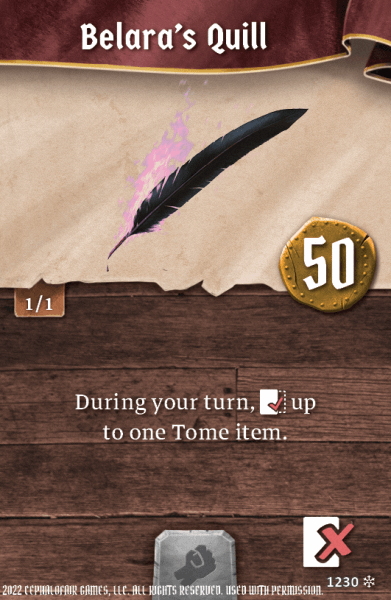 Belara's Quill
50
1/1
During your turn, up
to one Tome item.
1230
2022 CEPHALOFAIR GAMES, LLC. ALL RIGHTS RESERVED. USED WITH PERMISSION.